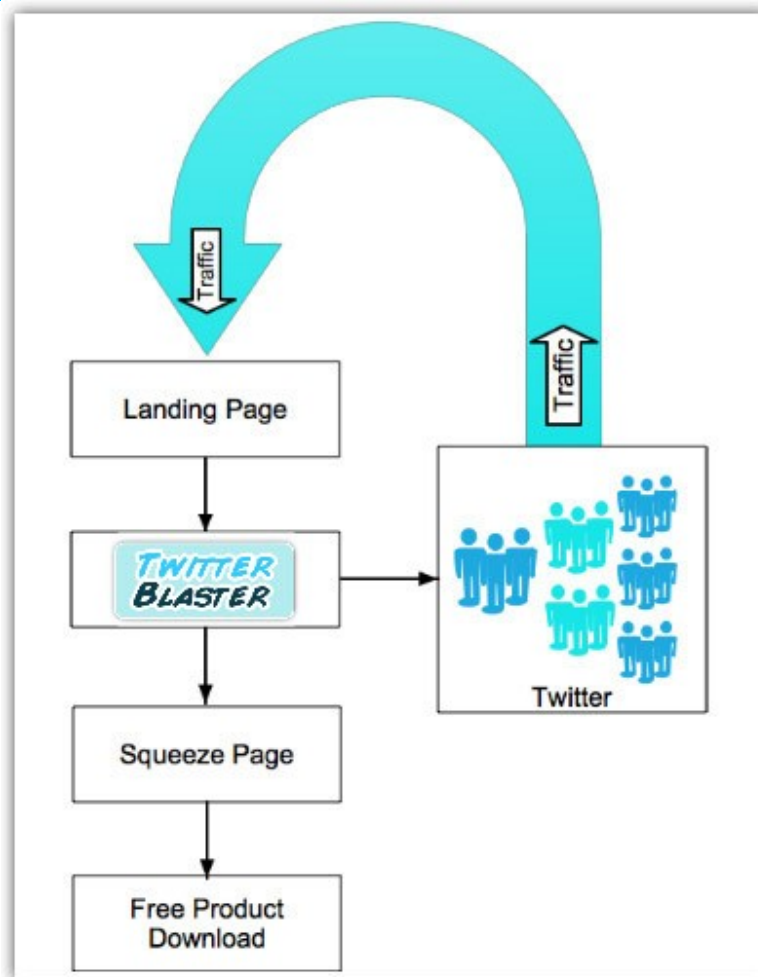 Traffic
Traffic
Landing Page
TWITTER
BLASTER
Twitter
Squeeze Page
Free Product
Download